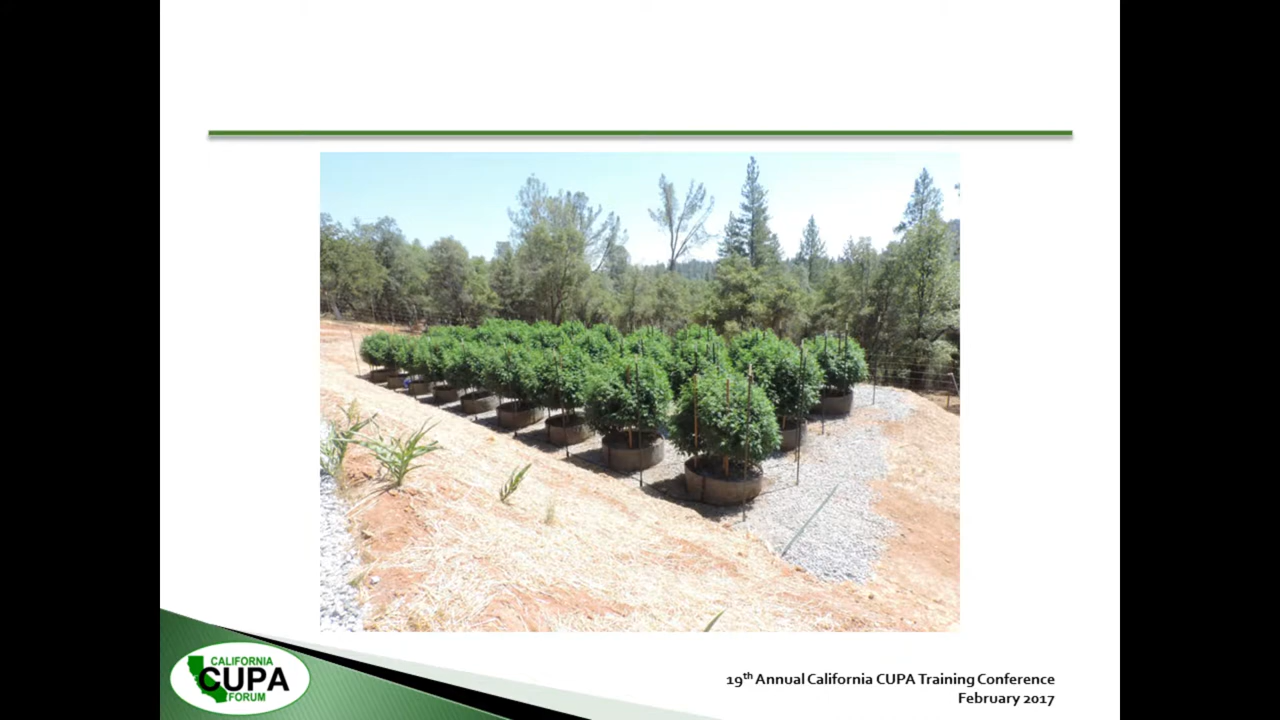 CALIFORNIA
CUPA
FORUM
19th Annual California CUPA Training Conference
February 2017